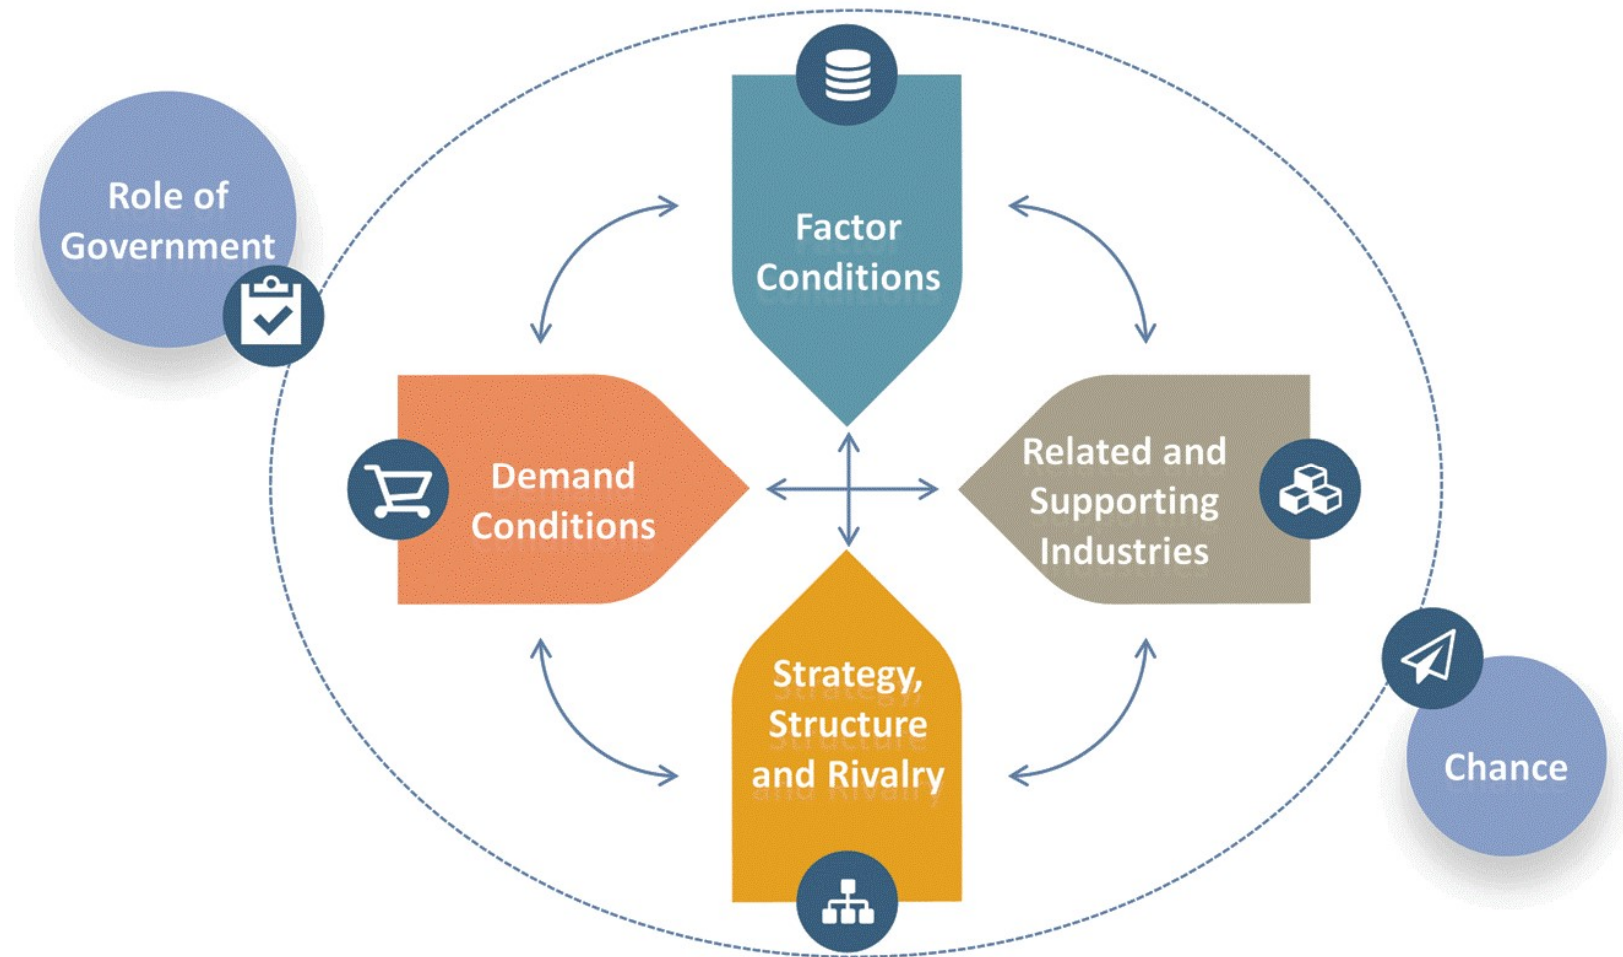 Role of
Government
Factor
Conditions
Demand
Conditions
Related and
Supporting
Industries
Strategy,
Structure
and Rivalry
Chance